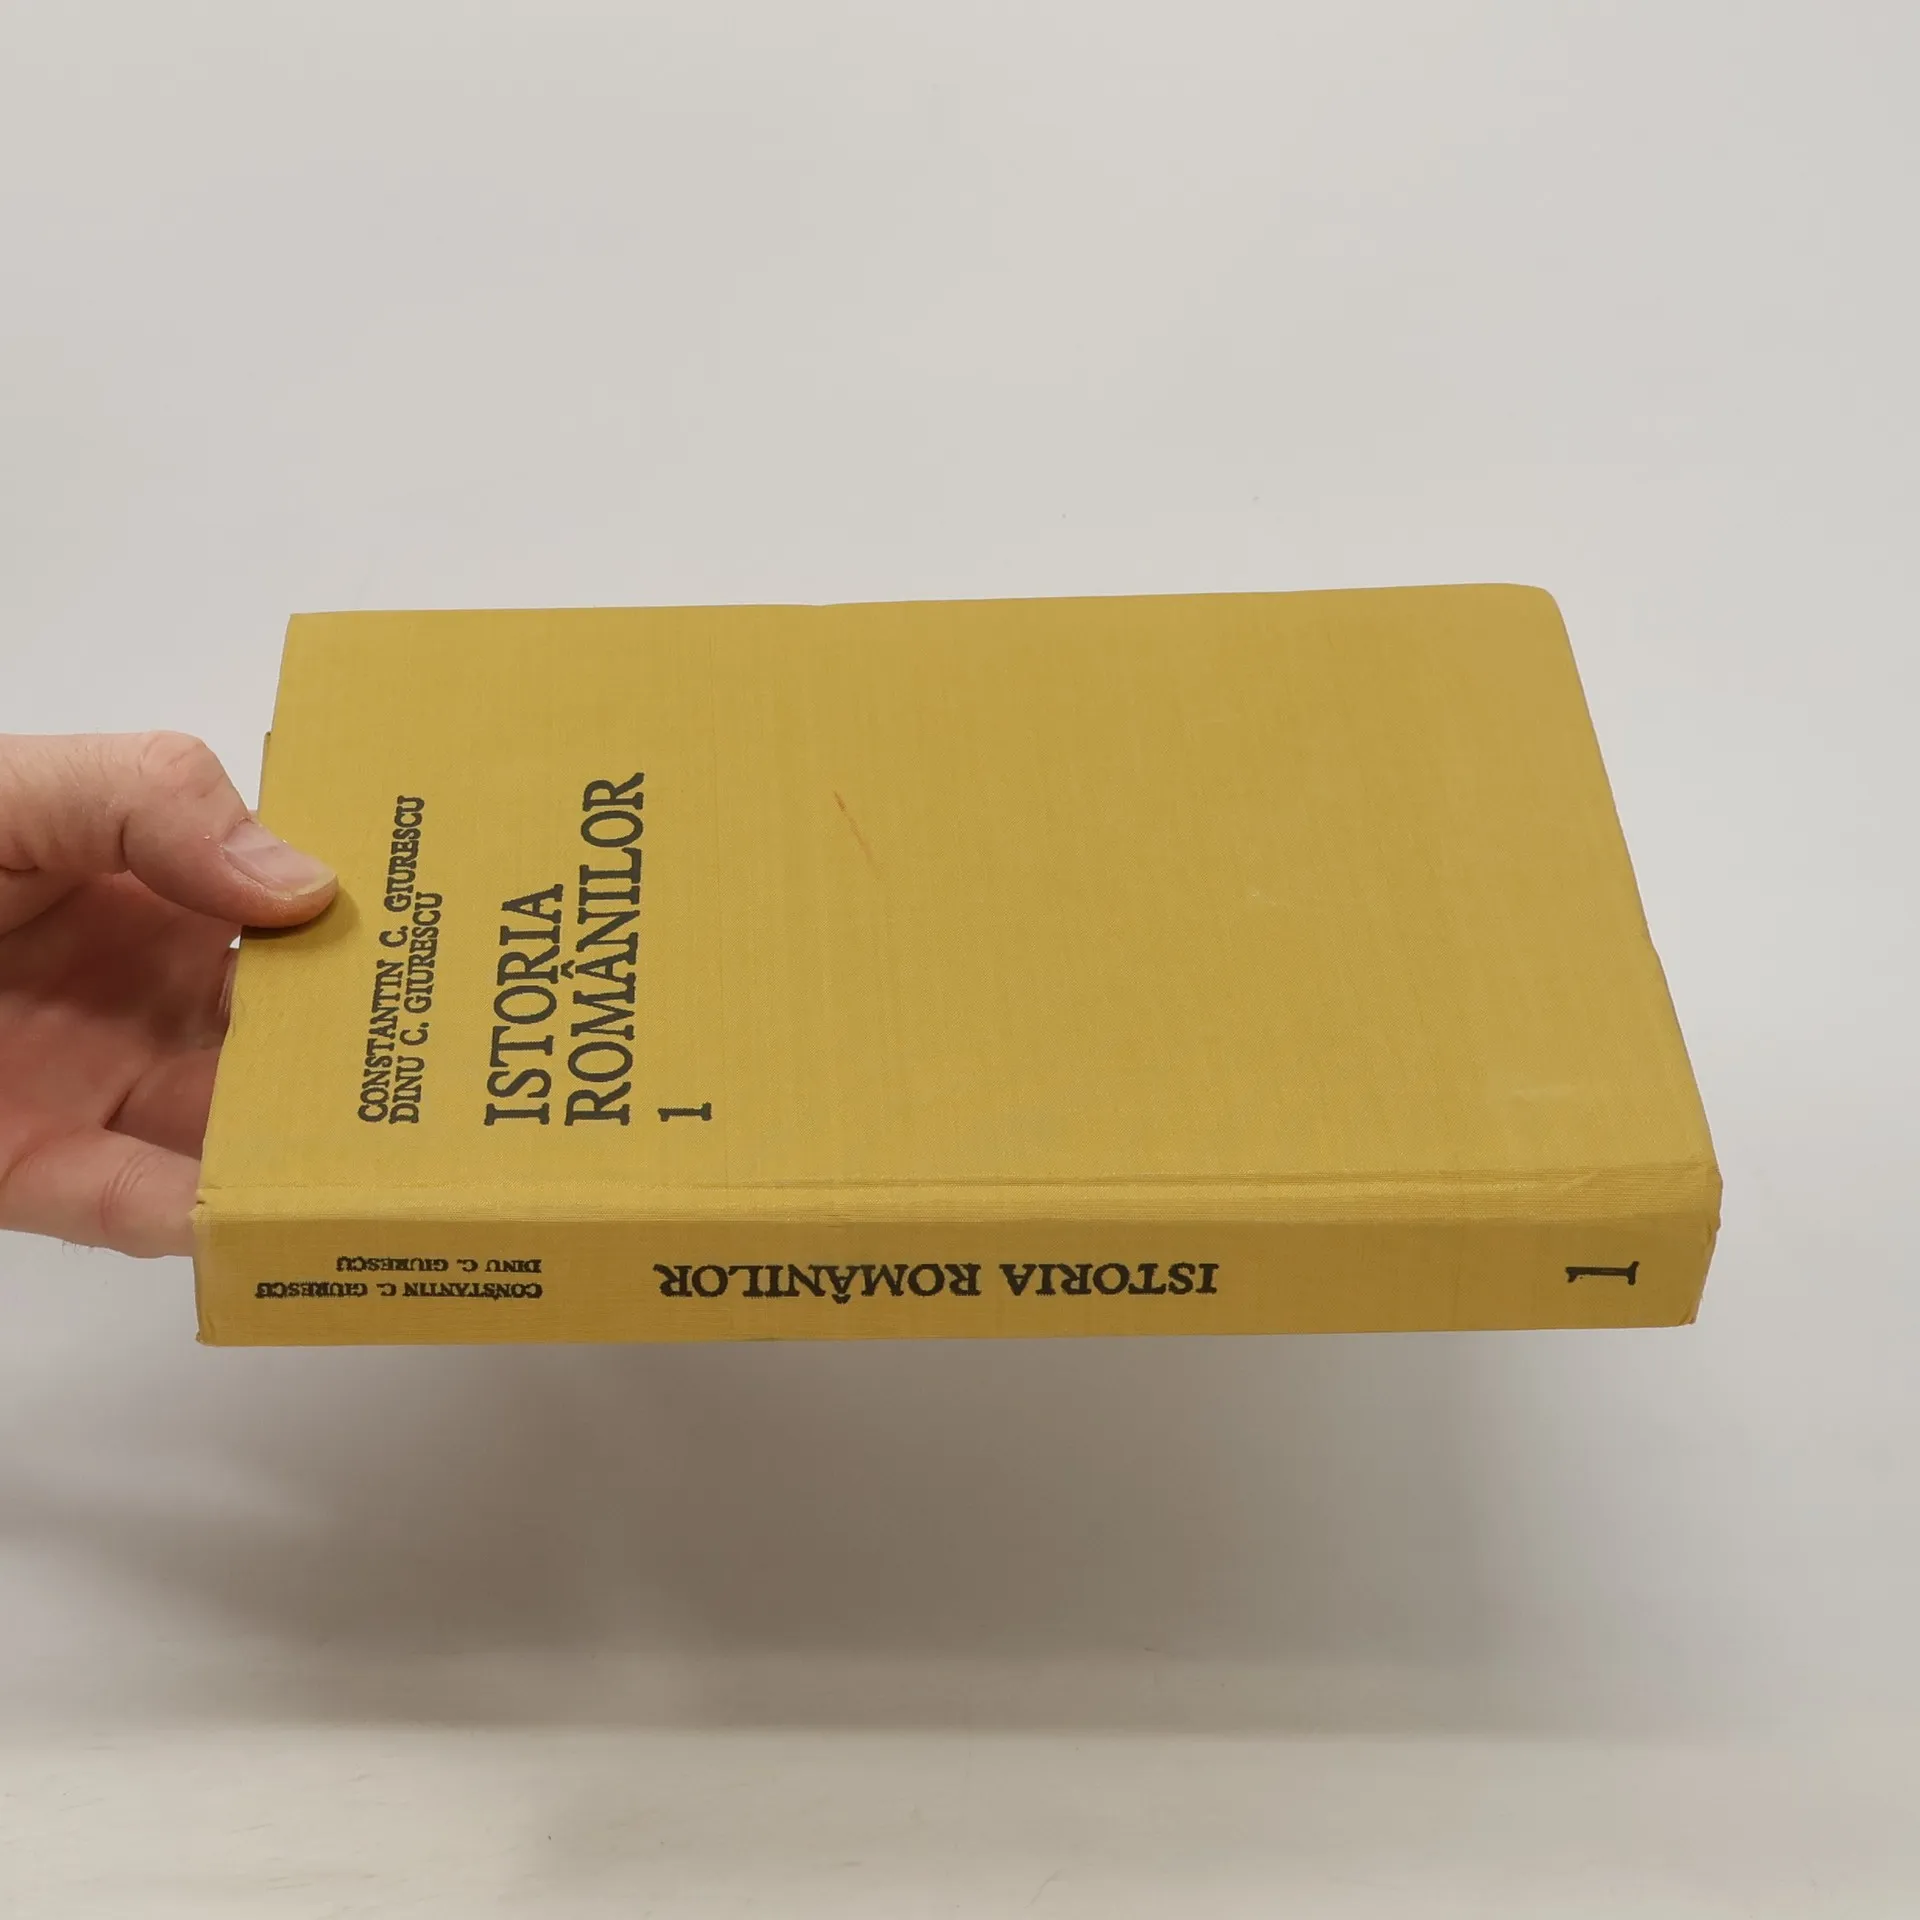 CONSTANTIN C. GIURESCU
DINU C. GIURESCU
ISTORIA
ROMÂNILOR
1
CONSTANTIN C. GIURESCU
DINU C. GIURESCU
ISTORIA ROMÂNILOR
1